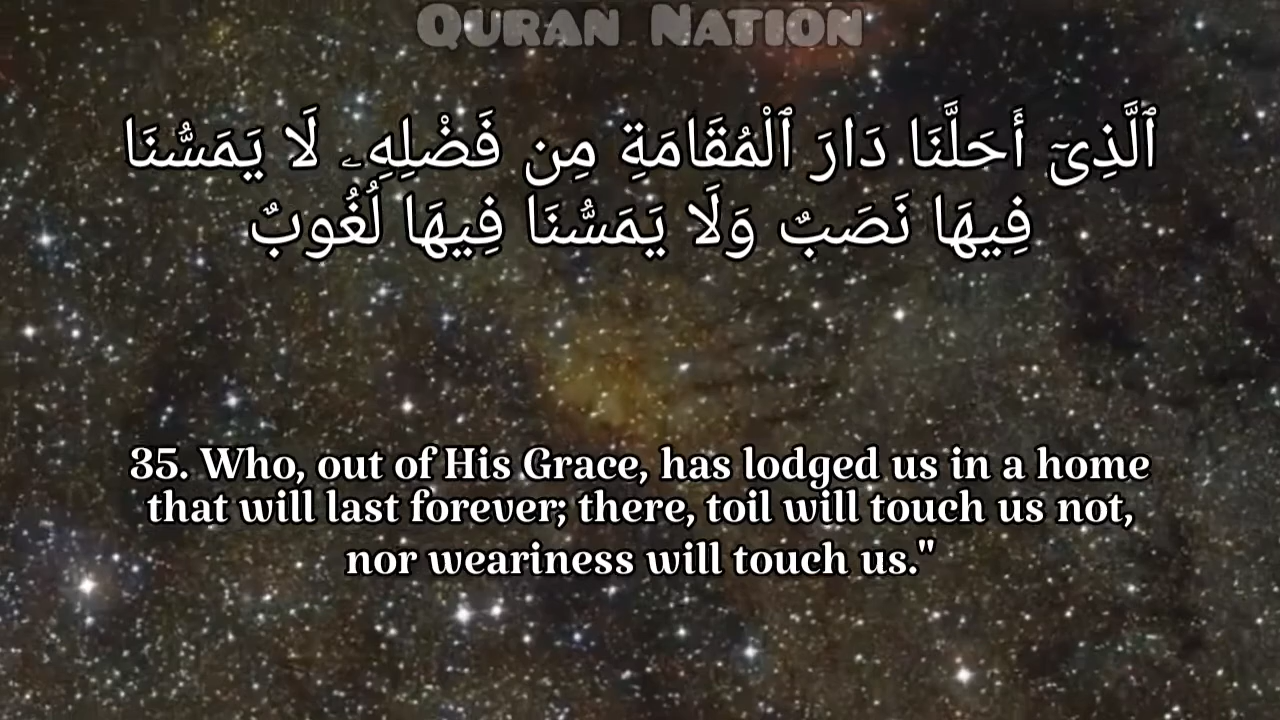 QURAN NATION
ٱلَّذِىٓ أَحَلَّنَا دَارَ ٱلْمُقَامَةِ مِن فَضْلِهِۦ لَا يَمَسُّنَا
فِيهَا نَصَبٌ وَلَا يَمَسُّنَا فِيهَا لُغُوبٌ
35. Who, out of His Grace, has lodged us in a home
that will last forever; there, toil will touch us not,
nor weariness will touch us."